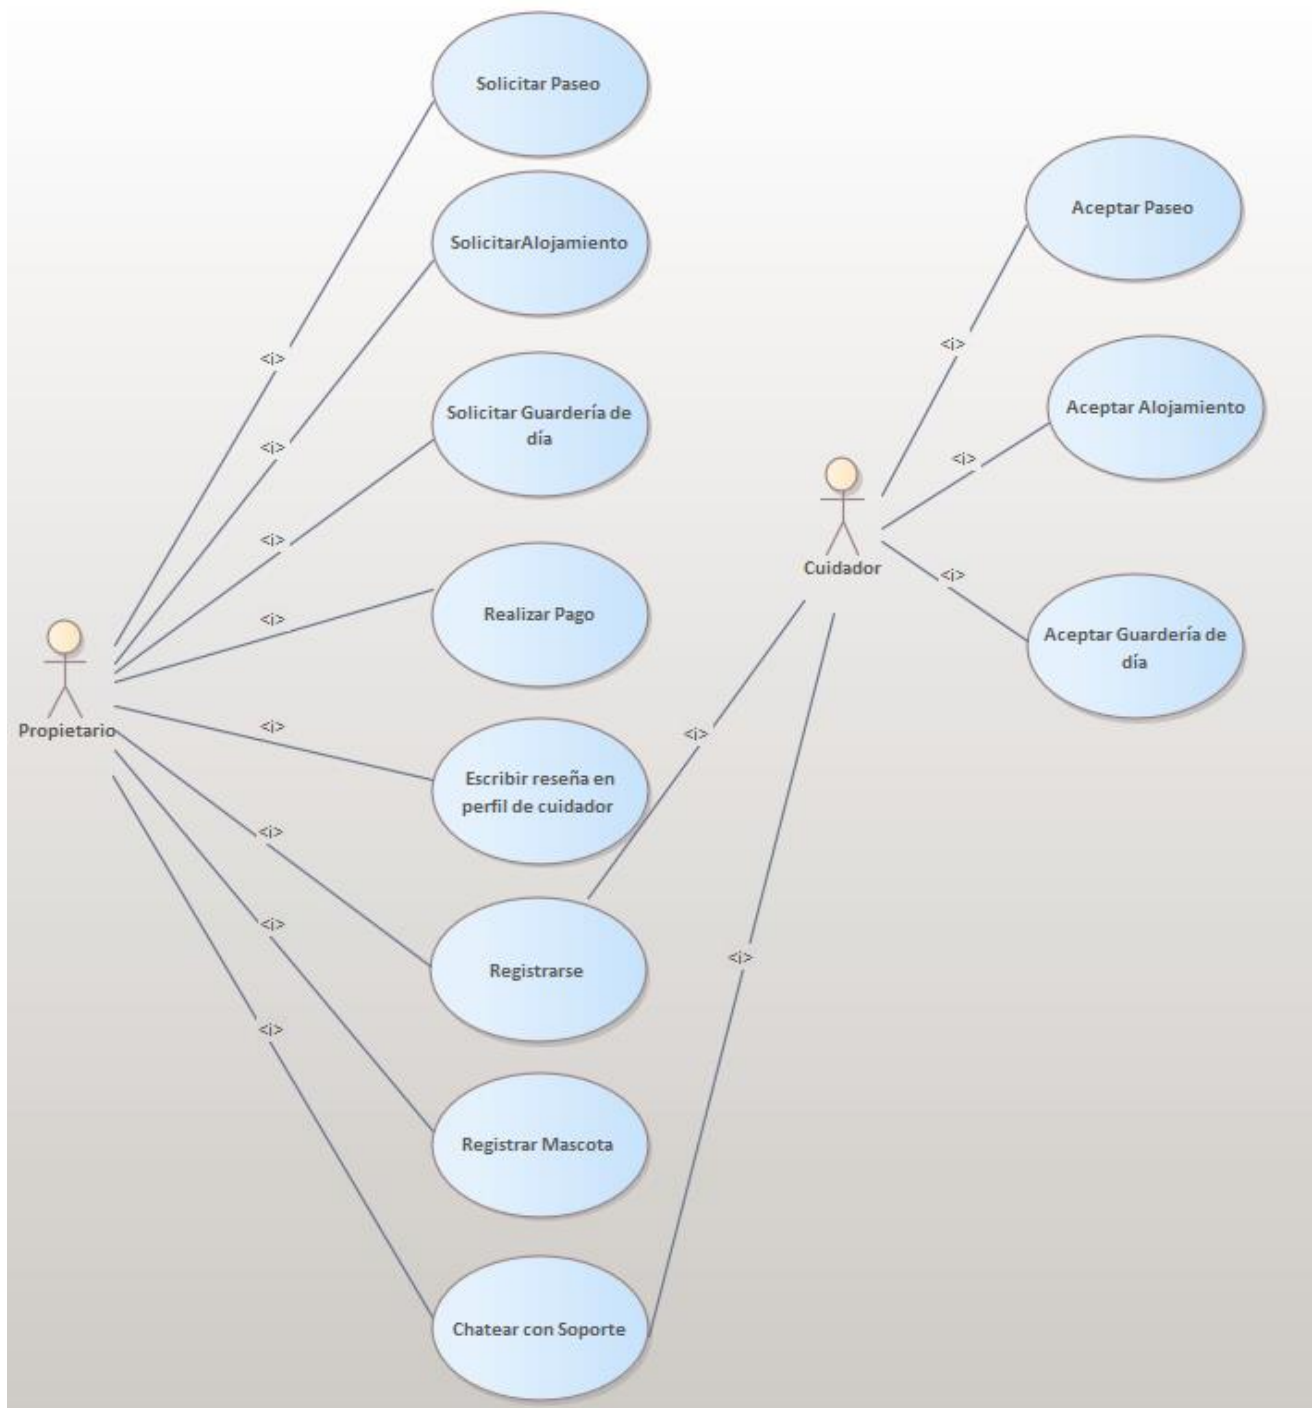 Solicitar Paseo
SolicitarAlojamiento
<i>
<i>
Solicitar Guardería de
día
<i>
Realizar Pago
<i>
Propietario
<i>
Escribir reseña en
perfil de cuidador
<i>
Registrarse
<i>
Registrar Mascota
<i>
Chatear con Soporte
Aceptar Paseo
<i>
Aceptar Alojamiento
<i>
Cuidador
<i>
Aceptar Guardería de
día
<i>
<i>